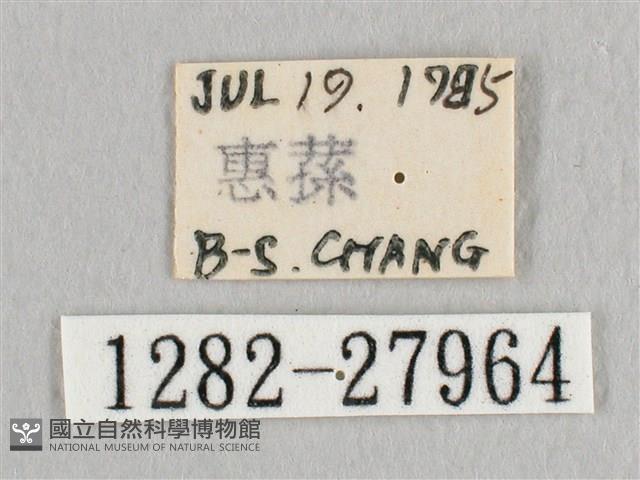 JUL 19. 1985
惠蓀
B-S. CHANG
1282-27964
國立自然科學博物館
NATIONAL MUSEUM OF NATURAL SCIENCE